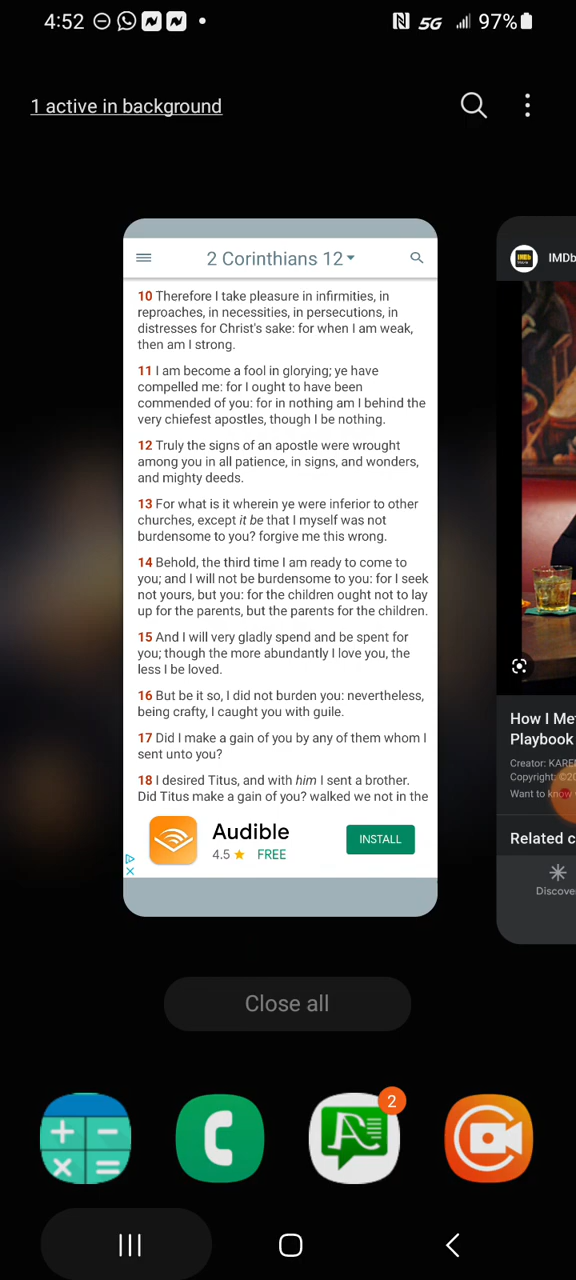 4:52
5G
97%
1 active in background
2 Corinthians 12
10 Therefore I take pleasure in infirmities, in
reproaches, in necessities, in persecutions, in
distresses for Christ's sake: for when I am weak,
then am I strong.
11 I am become a fool in glorying; ye have
compelled me: for I ought to have been
commended of you: for in nothing am I behind the
very chiefest apostles, though I be nothing.
12 Truly the signs of an apostle were wrought
among you in all patience, in signs, and wonders,
and mighty deeds.
13 For what is it wherein ye were inferior to other
churches, except it be that I myself was not
burdensome to you? forgive me this wrong.
14 Behold, the third time I am ready to come to
you; and I will not be burdensome to you: for I seek
not yours, but you: for the children ought not to lay
up for the parents, but the parents for the children.
15 And I will very gladly spend and be spent for
you; though the more abundantly I love you, the
less I be loved.
16 But be it so, I did not burden you: nevertheless,
being crafty, I caught you with guile.
17 Did I make a gain of you by any of them whom I
sent unto you?
18 I desired Titus, and with him I sent a brother.
Did Titus make a gain of you? walked we not in the
Audible
4.5 ★ FREE
INSTALL
IMDb
How I Me
Playbook
Creator: KARE
Copyright: ©20
Want to know
Related c
Discove
Close all
2